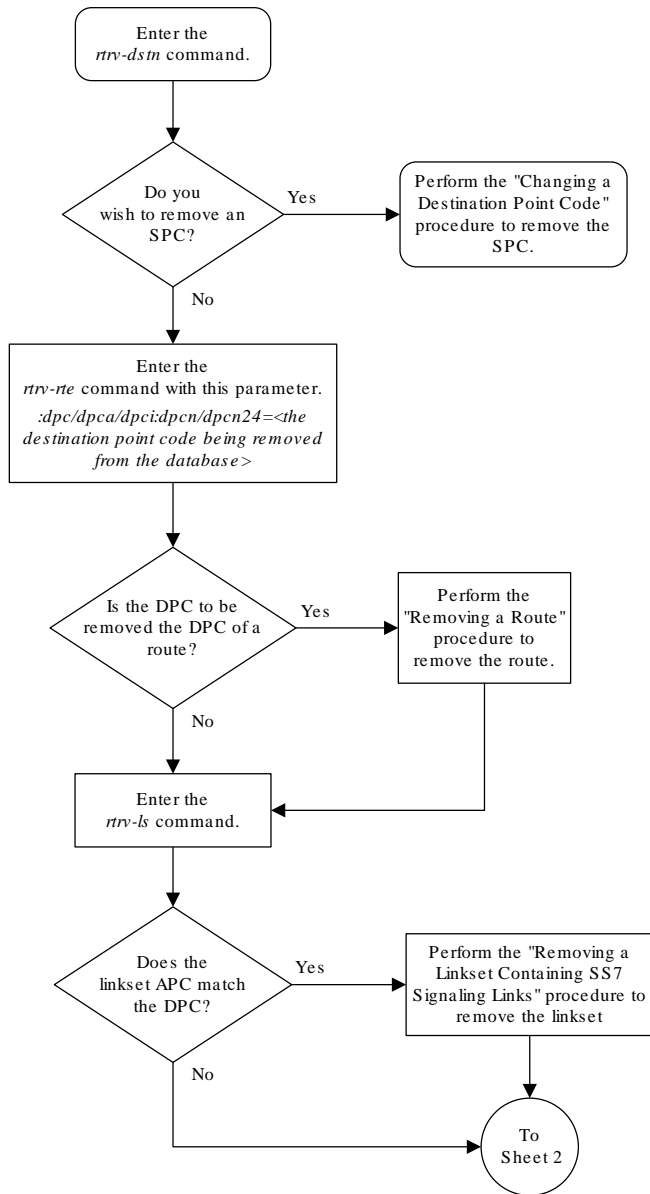 Enter the
rtrv-dstn command.
Do you
wish to remove an
SPC?
Yes
Perform the "Changing a
Destination Point Code"
procedure to remove the
SPC.
No
Enter the
rtrv-rte command with this parameter.
:dpc/dpca/dpci:dpcn/dpcn24=<the
destination point code being removed
from the database>
Is the DPC to be
removed the DPC of a
route?
Yes
Perform the
"Removing a Route"
procedure to
remove the route.
No
Enter the
rtrv-ls command.
Does the
linkset APC match
the DPC?
Yes
Perform the "Removing a
Linkset Containing SS7
Signaling Links" procedure to
remove the linkset
No
To
Sheet 2